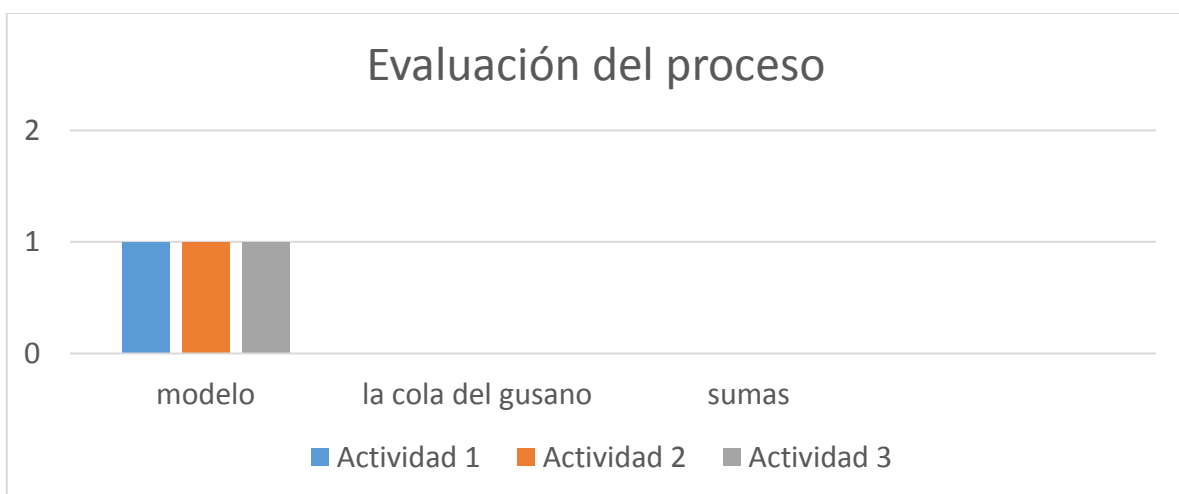 Evaluación del proceso
2
1
0
modelo la cola del gusano sumas
Actividad 1 Actividad 2 Actividad 3